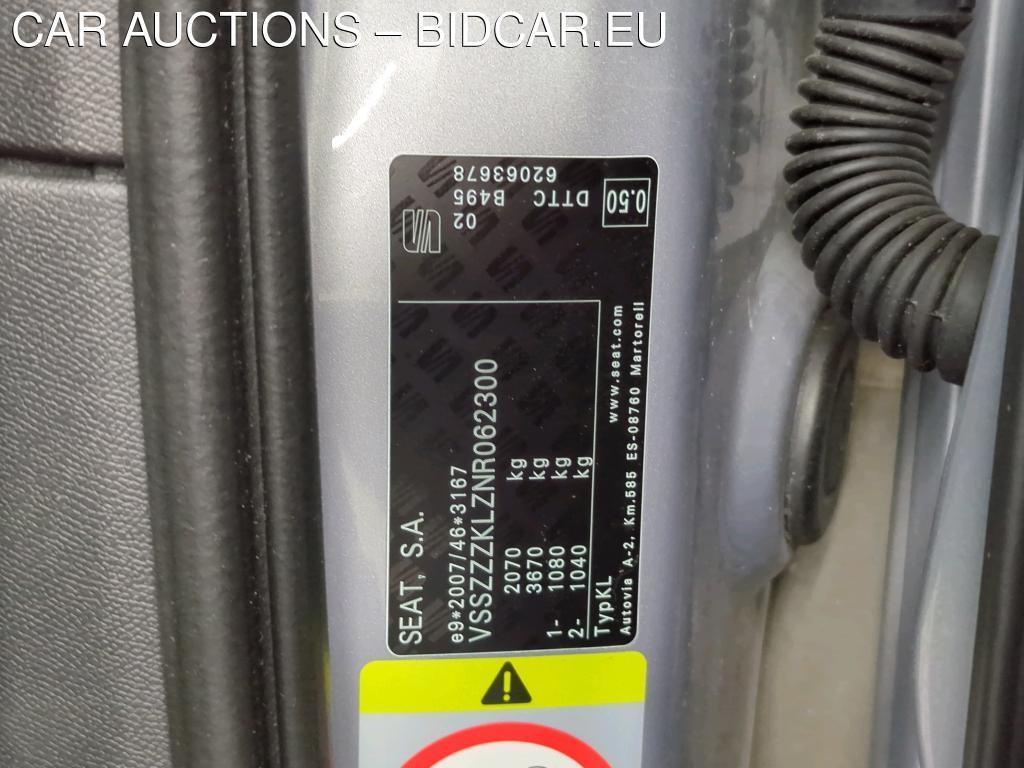 CAR AUCTIONS – BIDCAR.EU
SEAT, S.A.
e9*2007/46*3167
VSSZZZKLZNR062300
2070 kg
3670 kg
1- 1080 kg
2- 1040 kg
TypKL
www.seat.com
Autovia A-2, Km.585 ES-08760 Martorell
02
B495
62063678
DTTC
0.50